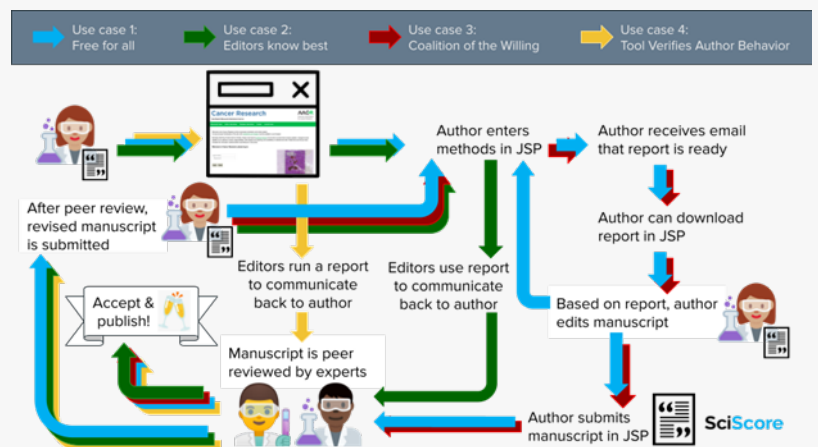 Use case 1:
Free for all
Use case 2:
Editors know best
Use case 3:
Coalition of the Willing
Use case 4:
Tool Verifies Author Behavior
Cancer Research
Author enters
methods in JSP
Author receives email
that report is ready
After peer review,
revised manuscript
is submitted
Author can download
report in JSP
Editors run a report
to communicate
back to author
Editors use report
to communicate
back to author
Accept &
publish!
Based on report, author
edits manuscript
Manuscript is peer
reviewed by experts
Author submits
manuscript in JSP
SciScore